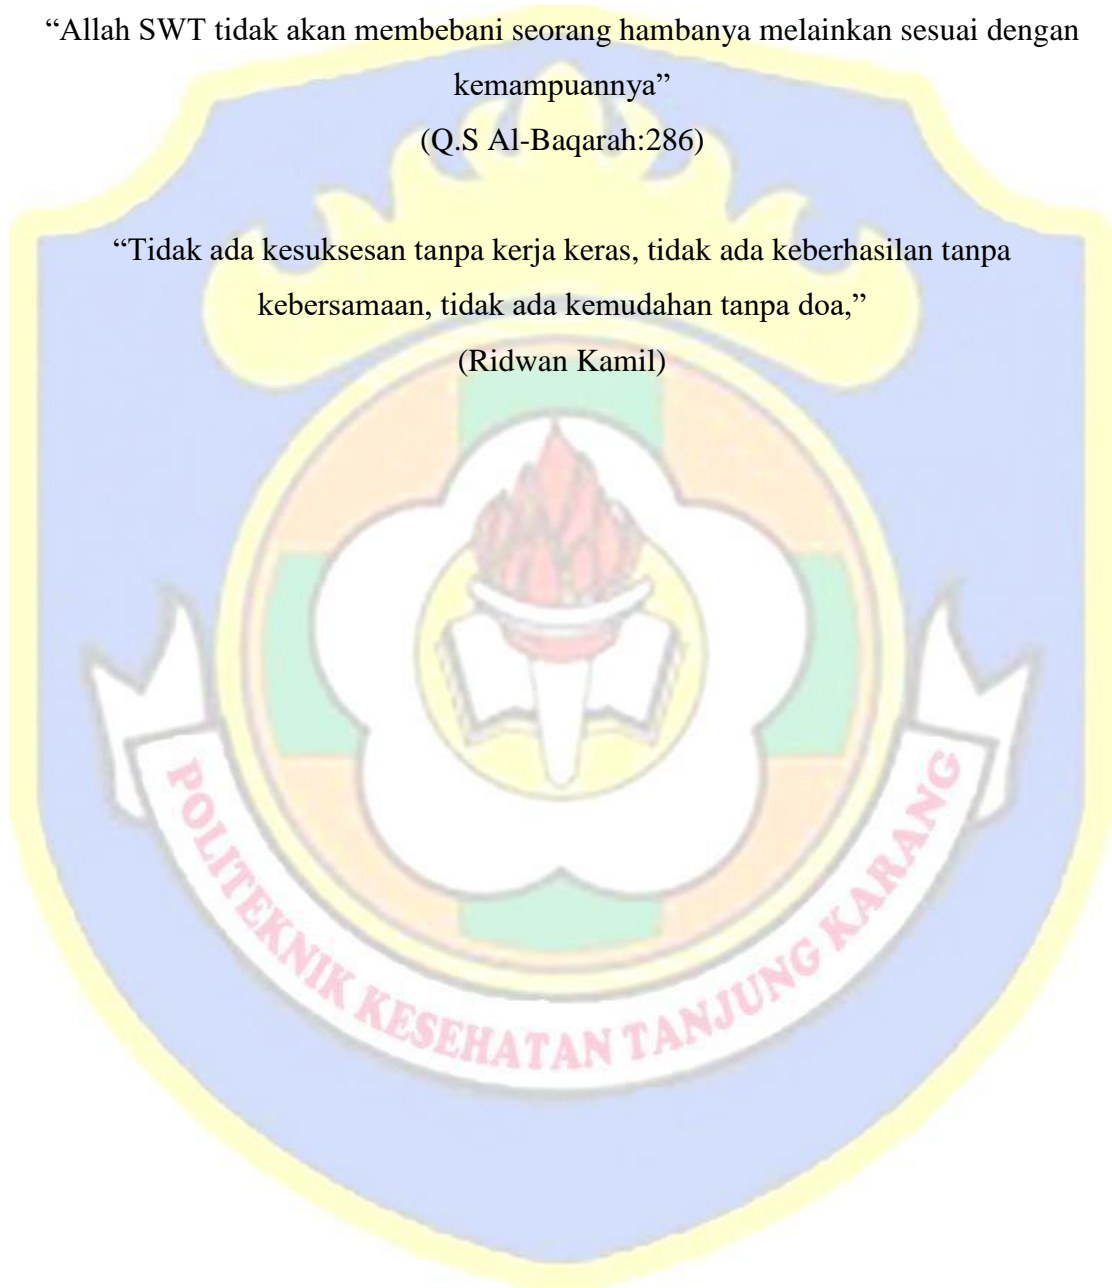 “Allah SWT tidak akan membebani seorang hambanya melainkan sesuai dengan
kemampuannya”
(Q.S Al-Baqarah:286)
“Tidak ada kesuksesan tanpa kerja keras, tidak ada keberhasilan tanpa
kebersamaan, tidak ada kemudahan tanpa doa,”
(Ridwan Kamil)
POLITEKNIK KESEHATAN TANJUNG KARANG